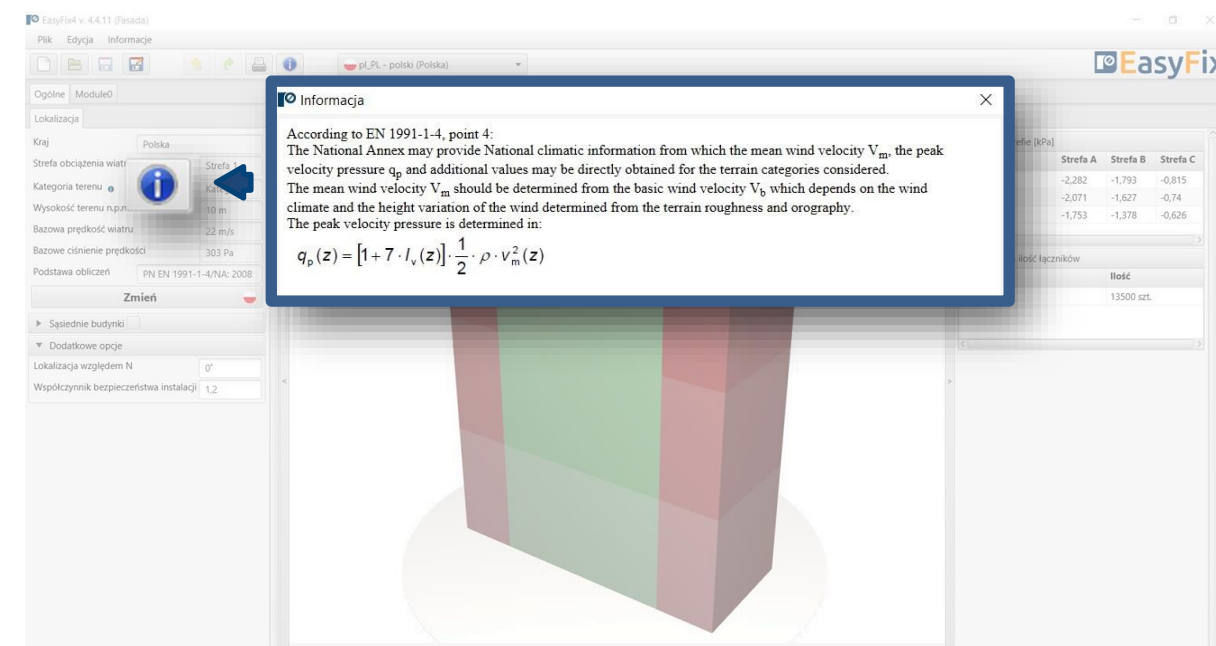 EasyFix4 v. 4.4.11 (Fasada)
Plik Edycja Informacje
pl_PL - polski (Polska)
EasyFix
Ogólne Module0
Informacja
Lokalizacja
According to EN 1991-1-4, point 4:
The National Annex may provide National climatic information from which the mean wind velocity Vm, the peak
velocity pressure qp and additional values may be directly obtained for the terrain categories considered.
The mean wind velocity Vm should be determined from the basic wind velocity Vb which depends on the wind
climate and the height variation of the wind determined from the terrain roughness and orography.
The peak velocity pressure is determined in:
qp(z) = [1 + 7 · Iv(z)] · 1/2 · ρ · vm²(z)
Kraj Polska
Strefa obciążenia Strefa 1
Kategoria terenu
Wysokość terenu 10 m
Bazowa prędkość wiatru 22 m/s
Bazowe ciśnienie prędkości 303 Pa
Podstawa obliczeń PN EN 1991-1-4/NA: 2008
Zmień
Sąsiednie budynki
Dodatkowe opcje
Lokalizacja względem N 0°
Współczynnik bezpieczeństwa instalacji 1,2
[kPa]
Strefa A Strefa B Strefa C
-2,282 -1,793 -0,815
-2,071 -1,627 -0,74
-1,753 -1,378 -0,626
ilość łączników
Ilość
13500 szt.